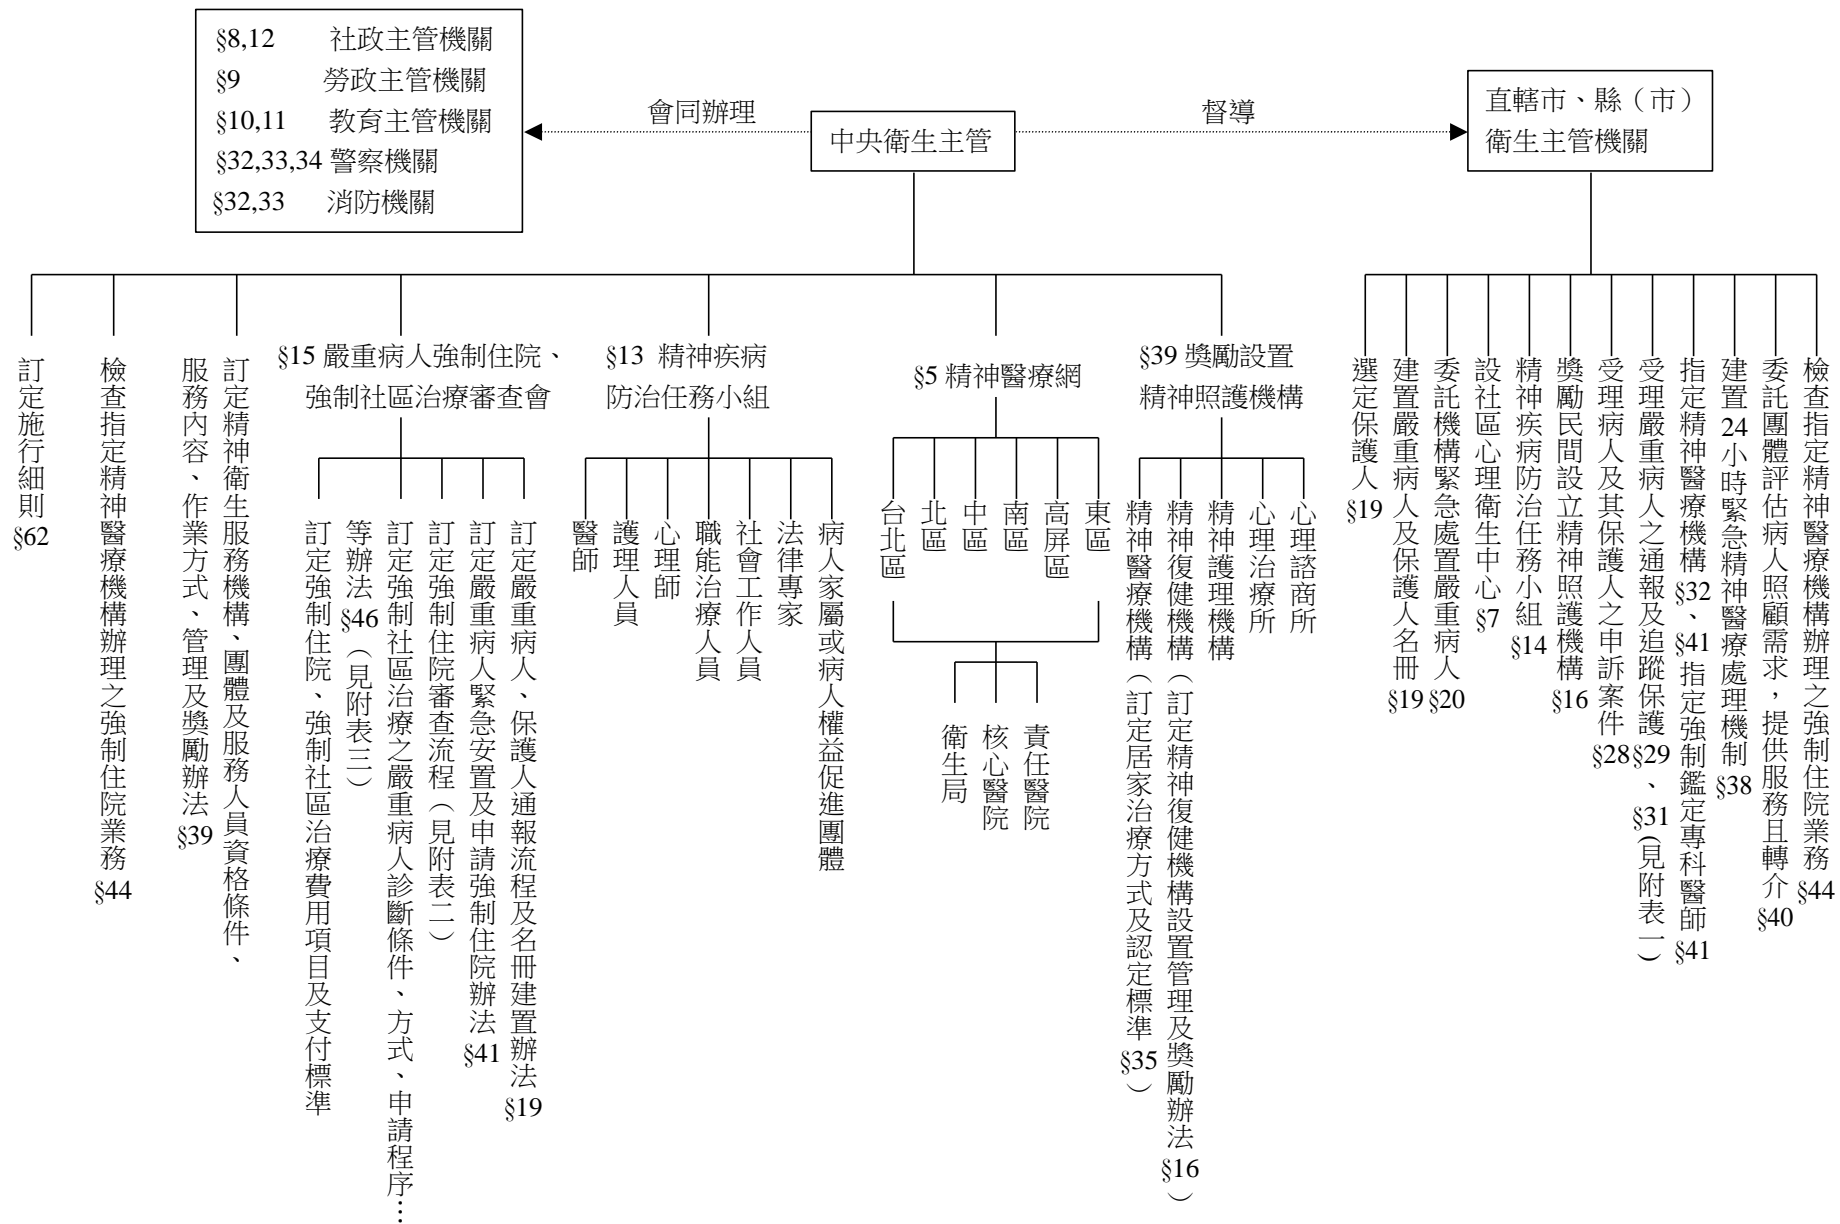 §8,12 社政主管機關
§9 勞政主管機關
§10,11 教育主管機關
§32,33,34 警察機關
§32,33 消防機關
會同辦理
中央衛生主管
督導
直轄市、縣（市）
衛生主管機關
訂定施行細則 §62
檢查指定精神醫療機構辦理之強制住院業務 §44
訂定精神衛生服務機構、團體及服務人員資格條件、
服務內容、作業方式、管理及獎勵辦法 §39
§15 嚴重病人強制住院、
強制社區治療審查會
訂定嚴重病人、保護人通報流程及名冊建置辦法 §19
訂定嚴重病人緊急安置及申請強制住院辦法 §41
訂定強制住院審查流程（見附表二）
訂定強制社區治療之嚴重病人診斷條件、方式、申請程序…
等辦法 §46（見附表三）
訂定強制住院、強制社區治療費用項目及支付標準
§13 精神疾病
防治任務小組
醫師
護理人員
心理師
職能治療人員
社會工作人員
法律專家
病人家屬或病人權益促進團體
§5 精神醫療網
台北區
北區
中區
南區
高屏區
東區
衛生局
核心醫院
責任醫院
§39 獎勵設置
精神照護機構
精神醫療機構（訂定居家治療方式及認定標準 §35）
精神復健機構（訂定精神復健機構設置管理及獎勵辦法 §16）
精神護理機構
心理治療所
心理諮商所
選定保護人 §19
建置嚴重病人及保護人名冊 §19
委託機構緊急處置嚴重病人 §20
設社區心理衛生中心 §7
精神疾病防治任務小組 §14
獎勵民間設立精神照護機構 §16
受理病人及其保護人之申訴案件 §28
受理嚴重病人之通報及追蹤保護 §29、§31(見附表一)
指定精神醫療機構 §32、§41 指定強制鑑定專科醫師 §41
建置 24 小時緊急精神醫療處理機制 §38
委託團體評估病人照顧需求，提供服務且轉介 §40
檢查指定精神醫療機構辦理之強制住院業務 §44